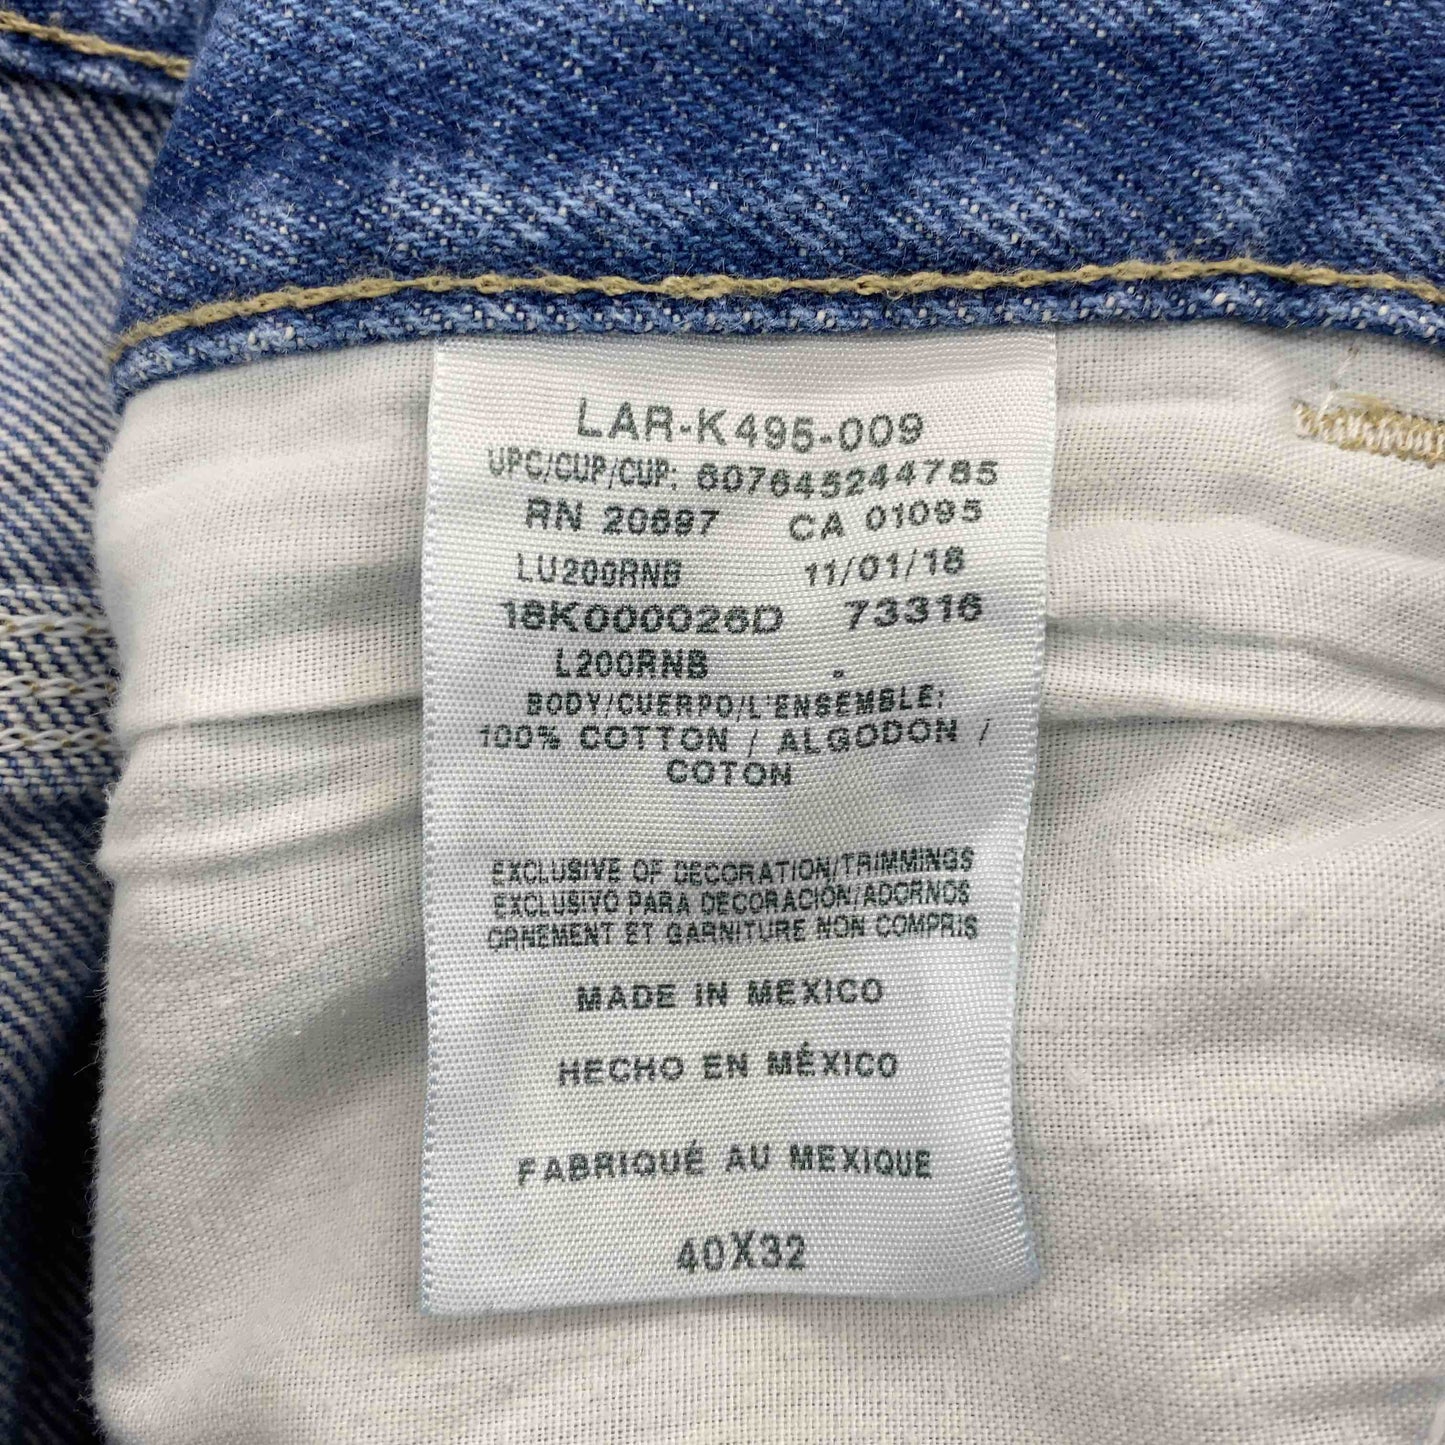 LAR-K495-009
UPC/CUP/CUP: 607645244785
RN 20697 CA 01095
LU200RNB 11/01/18
18K000026D 73316
L200RNB .
BODY/CUERPO/L'ENSEMBLE:
100% COTTON / ALGODON /
COTON
EXCLUSIVE OF DECORATION/TRIMMINGS
EXCLUSIVO PARA DECORACIÓN/ADORNOS
ORNEMENT ET GARNITURE NON COMPRIS
MADE IN MEXICO
HECHO EN MÉXICO
FABRIQUÉ AU MEXIQUE
40X32